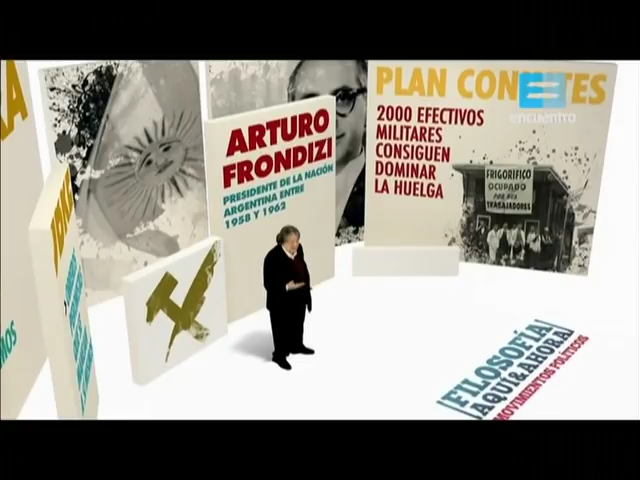 PLAN CONINTES
2000 EFECTIVOS
MILITARES
CONSIGUEN
DOMINAR
LA HUELGA
encuentro
ARTURO
FRONDIZI
PRESIDENTE DE LA NACIÓN
ARGENTINA ENTRE
1958 Y 1962
FRIGORIFICO
OCUPADO
POR SUS
TRABAJADORES
FILOSOFÍA
AQUÍ&AHORA
MOVIMIENTOS POLÍTICOS